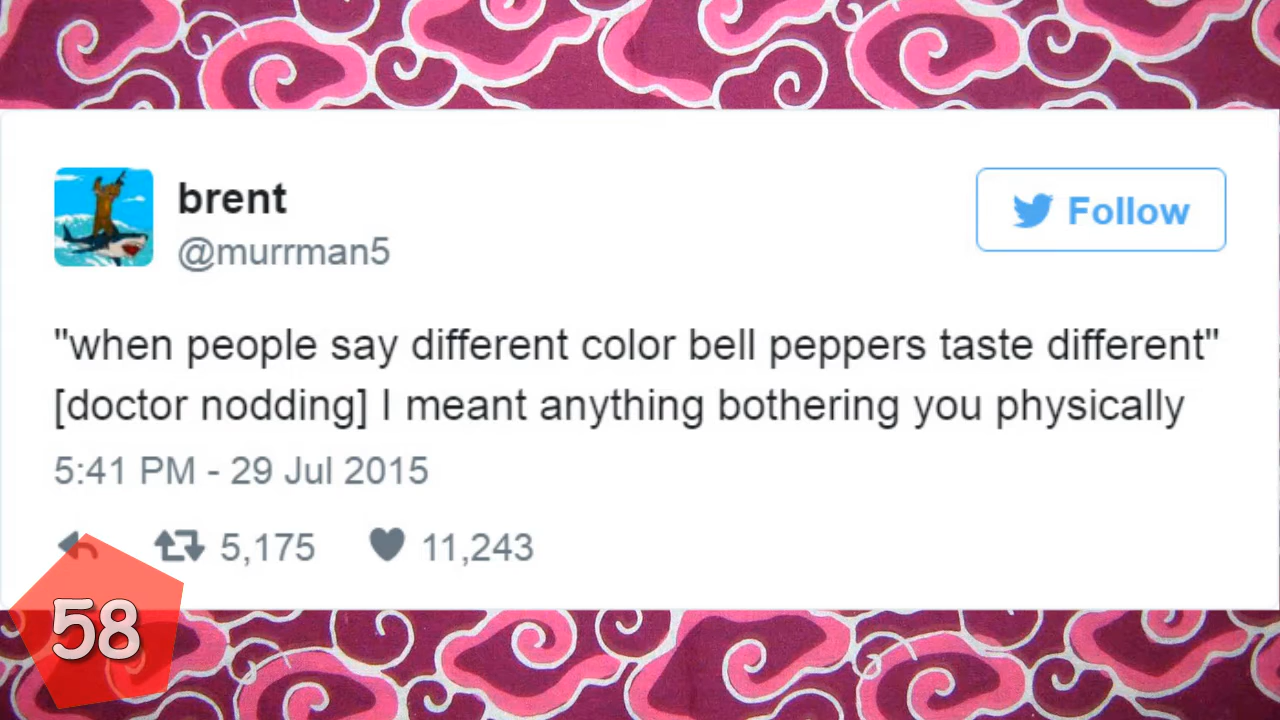 brent
@murrman5
Follow
"when people say different color bell peppers taste different"
[doctor nodding] I meant anything bothering you physically
5:41 PM - 29 Jul 2015
5,175 11,243
58